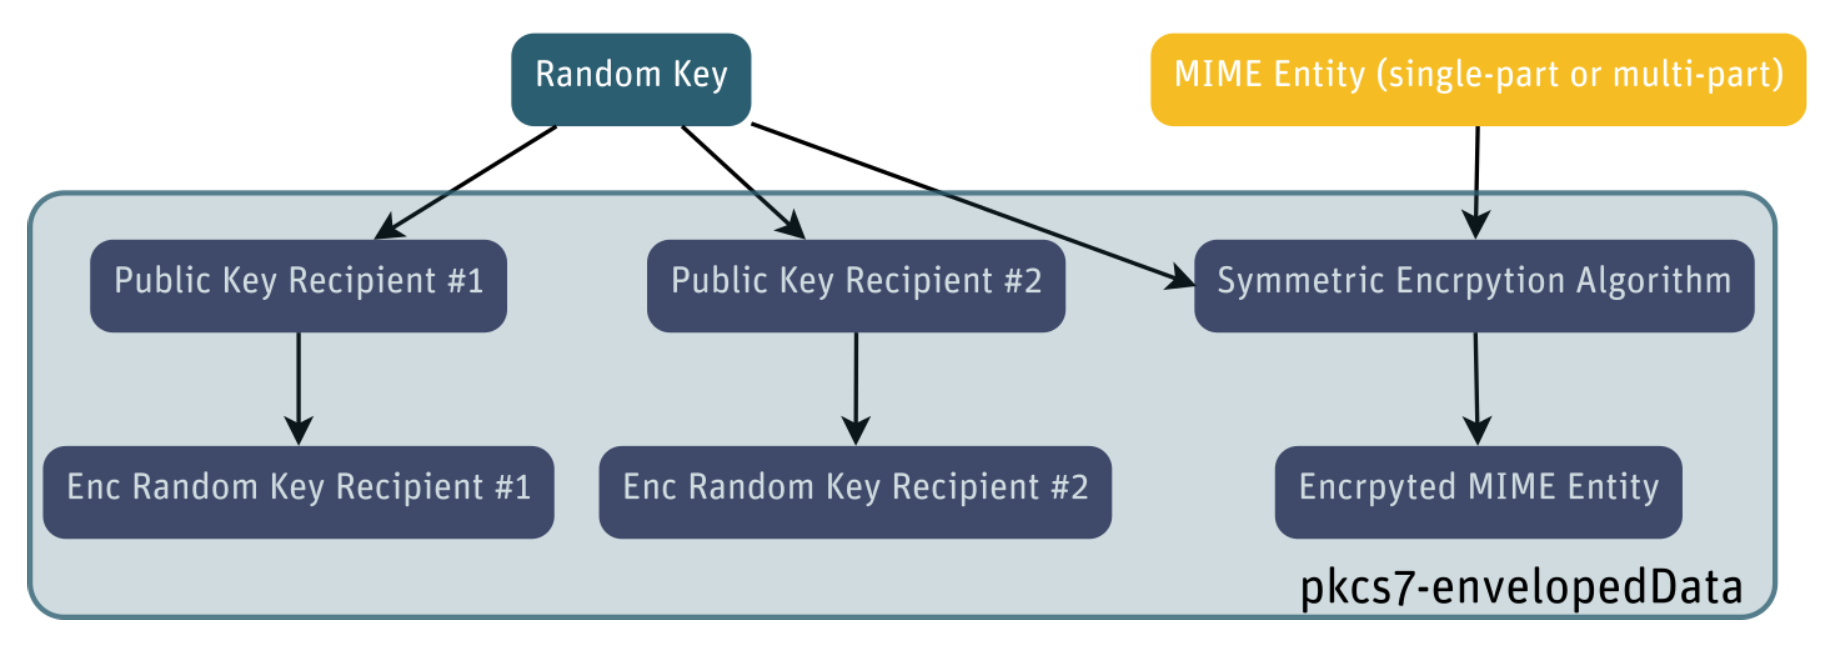 Random Key
MIME Entity (single-part or multi-part)
Public Key Recipient #1
Public Key Recipient #2
Symmetric Encrpytion Algorithm
Enc Random Key Recipient #1
Enc Random Key Recipient #2
Encrpyted MIME Entity
pkcs7-envelopedData